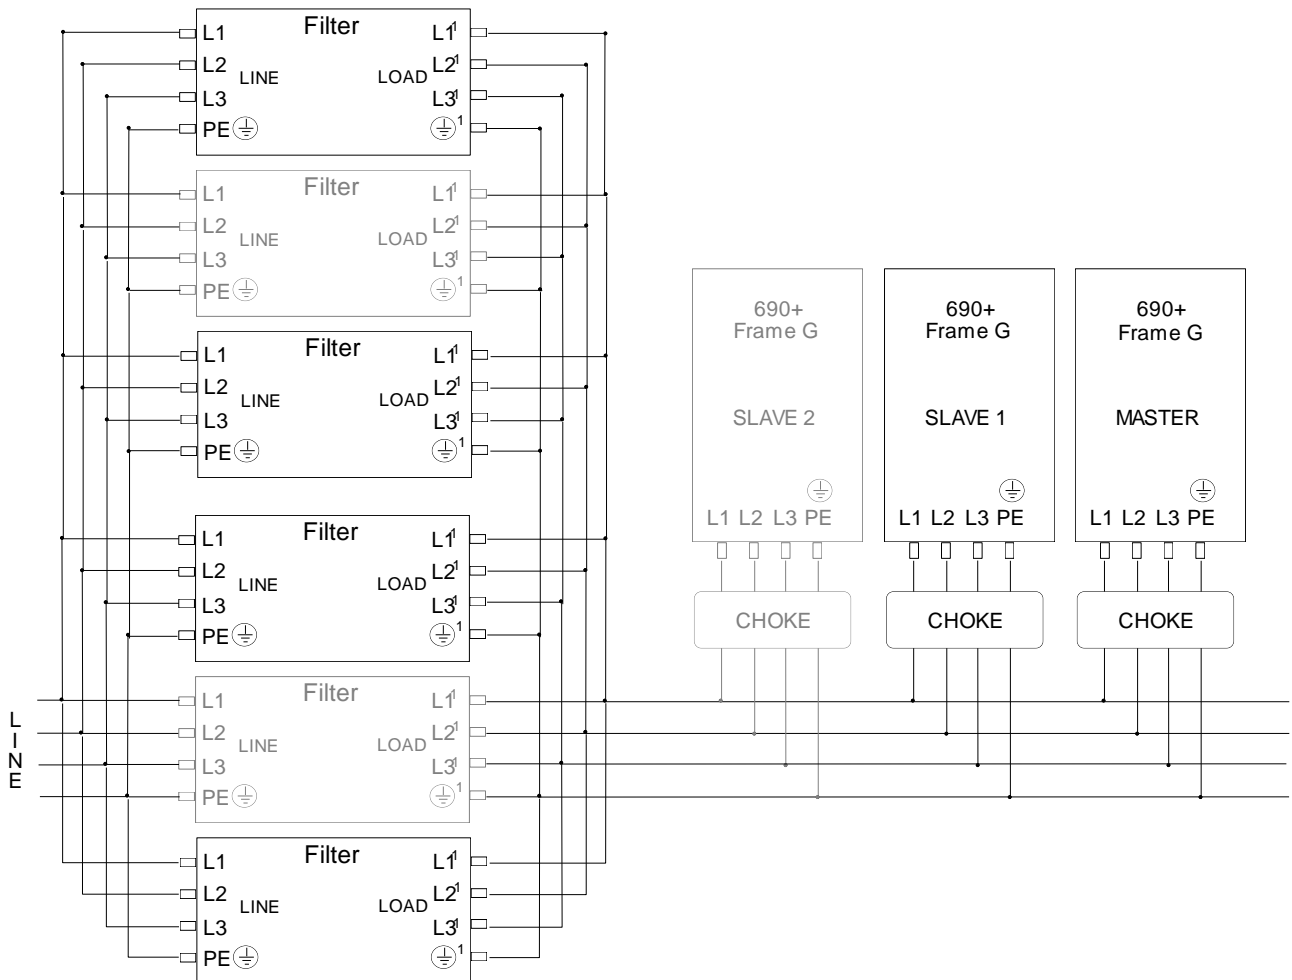 Filter
L1 L1¹
L2 LINE LOAD L2¹
L3 L3¹
PE ¹
Filter
L1 L1¹
L2 LINE LOAD L2¹
L3 L3¹
PE ¹
Filter
L1 L1¹
L2 LINE LOAD L2¹
L3 L3¹
PE ¹
Filter
L1 L1¹
L2 LINE LOAD L2¹
L3 L3¹
PE ¹
Filter
L1 L1¹
L2 LINE LOAD L2¹
L3 L3¹
PE ¹
Filter
L1 L1¹
L2 LINE LOAD L2¹
L3 L3¹
PE ¹
LINE
690+
Frame G
SLAVE 2
L1 L2 L3 PE
CHOKE
690+
Frame G
SLAVE 1
L1 L2 L3 PE
CHOKE
690+
Frame G
MASTER
L1 L2 L3 PE
CHOKE